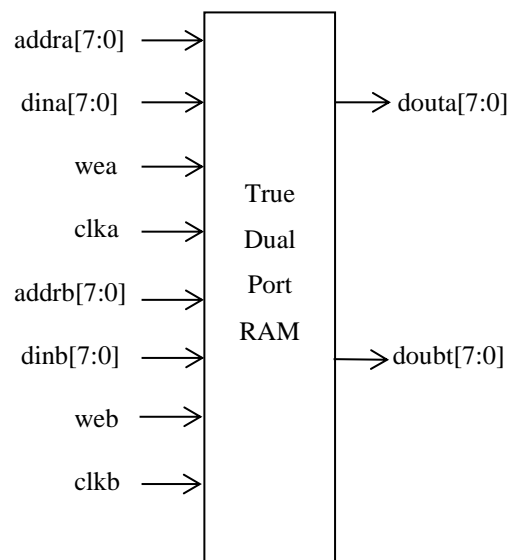 addra[7:0]
dina[7:0]
wea
clka
addrb[7:0]
dinb[7:0]
web
clkb
True
Dual
Port
RAM
douta[7:0]
doubt[7:0]